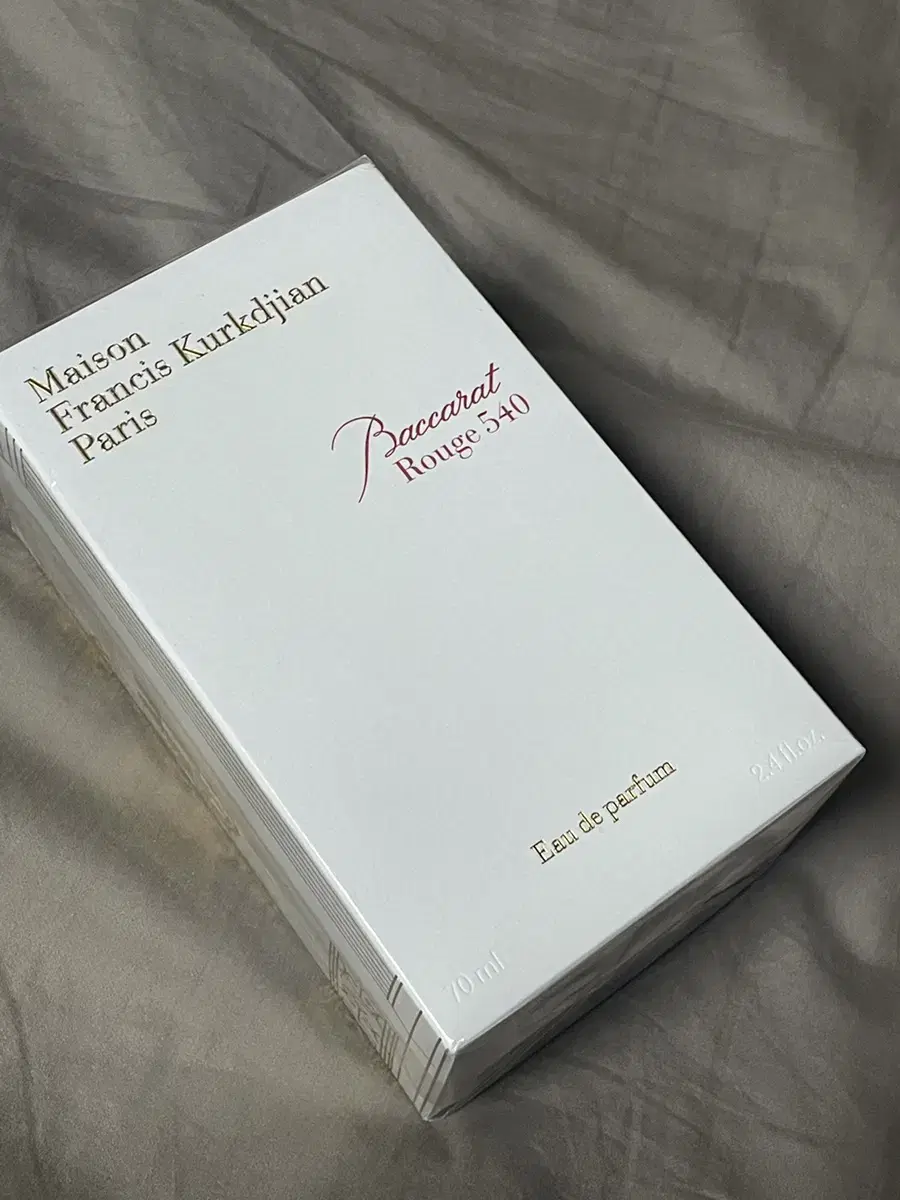 Maison
Francis Kurkdjian
Paris
Baccarat
Rouge 540
Eau de parfum
70 ml
2.4 fl.oz.